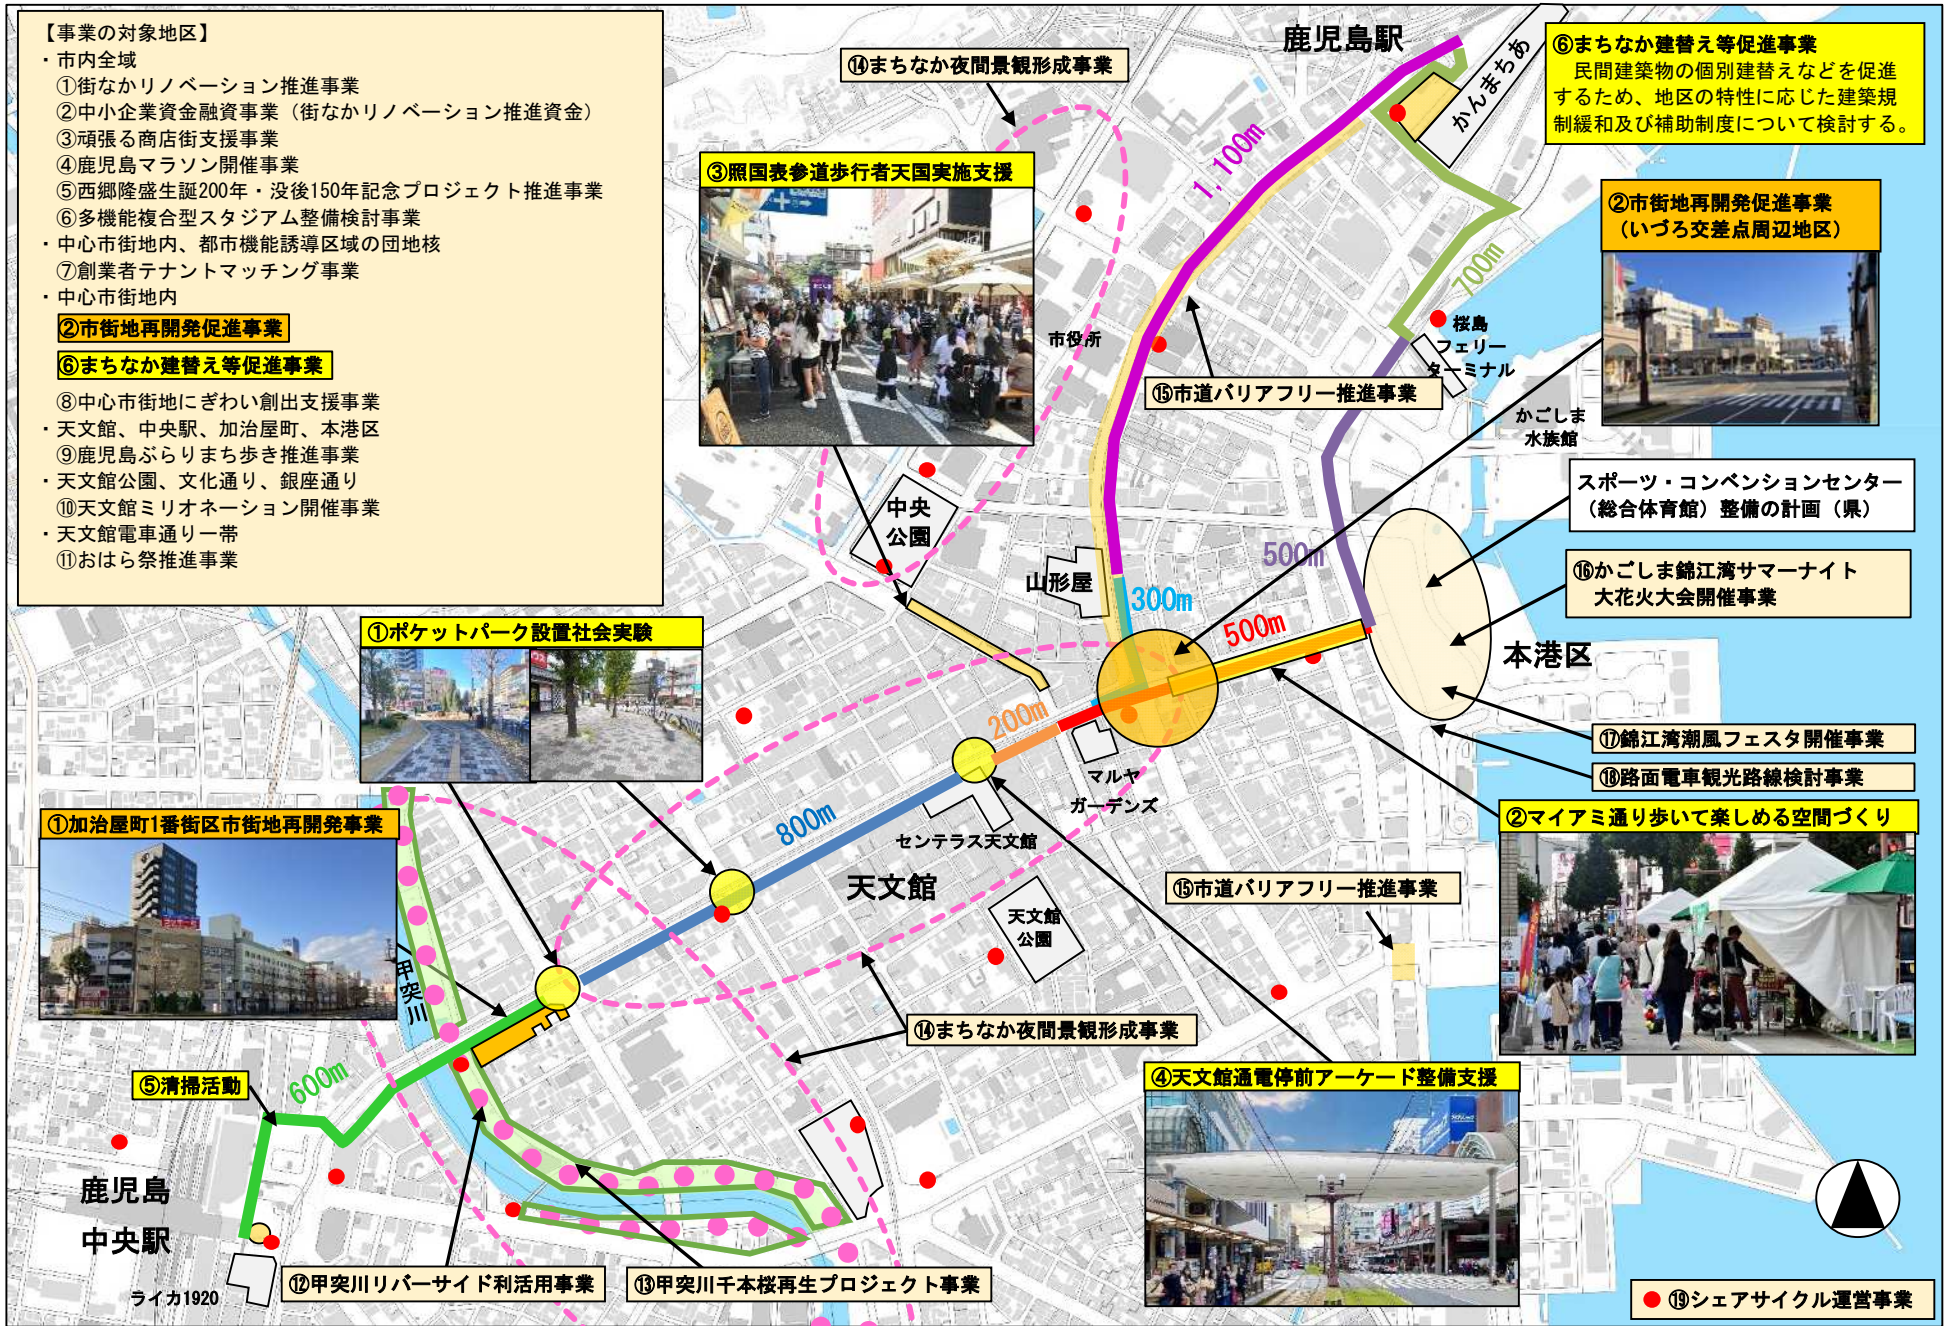 【事業の対象地区】
・市内全域
①街なかリノベーション推進事業
②中小企業資金融資事業（街なかリノベーション推進資金）
③頑張る商店街支援事業
④鹿児島マラソン開催事業
⑤西郷隆盛生誕200年・没後150年記念プロジェクト推進事業
⑥多機能複合型スタジアム整備検討事業
・中心市街地内、都市機能誘導区域の団地核
⑦創業者テナントマッチング事業
・中心市街地内
②市街地再開発促進事業
⑥まちなか建替え等促進事業
⑧中心市街地にぎわい創出支援事業
・天文館、中央駅、加治屋町、本港区
⑨鹿児島ぶらりまち歩き推進事業
・天文館公園、文化通り、銀座通り
⑩天文館ミリオネーション開催事業
・天文館電車通り一帯
⑪おはら祭推進事業
鹿児島駅
かんまちあ
⑭まちなか夜間景観形成事業
⑥まちなか建替え等促進事業
民間建築物の個別建替えなどを促進
するため、地区の特性に応じた建築規
制緩和及び補助制度について検討する。
③照国表参道歩行者天国実施支援
1,100m
700m
②市街地再開発促進事業
（いづろ交差点周辺地区）
市役所
桜島
フェリー
ターミナル
⑮市道バリアフリー推進事業
かごしま
水族館
スポーツ・コンベンションセンター
（総合体育館）整備の計画（県）
中央
公園
山形屋
500m
300m
500m
⑯かごしま錦江湾サマーナイト
大花火大会開催事業
本港区
①ポケットパーク設置社会実験
200m
⑰錦江湾潮風フェスタ開催事業
⑱路面電車観光路線検討事業
マルヤ
ガーデンズ
800m
センテラス天文館
①加治屋町1番街区市街地再開発事業
②マイアミ通り歩いて楽しめる空間づくり
天文館
⑮市道バリアフリー推進事業
天文館
公園
甲突川
⑭まちなか夜間景観形成事業
④天文館通電停前アーケード整備支援
⑤清掃活動
600m
鹿児島
中央駅
ライカ1920
⑫甲突川リバーサイド利活用事業
⑬甲突川千本桜再生プロジェクト事業
⑲シェアサイクル運営事業